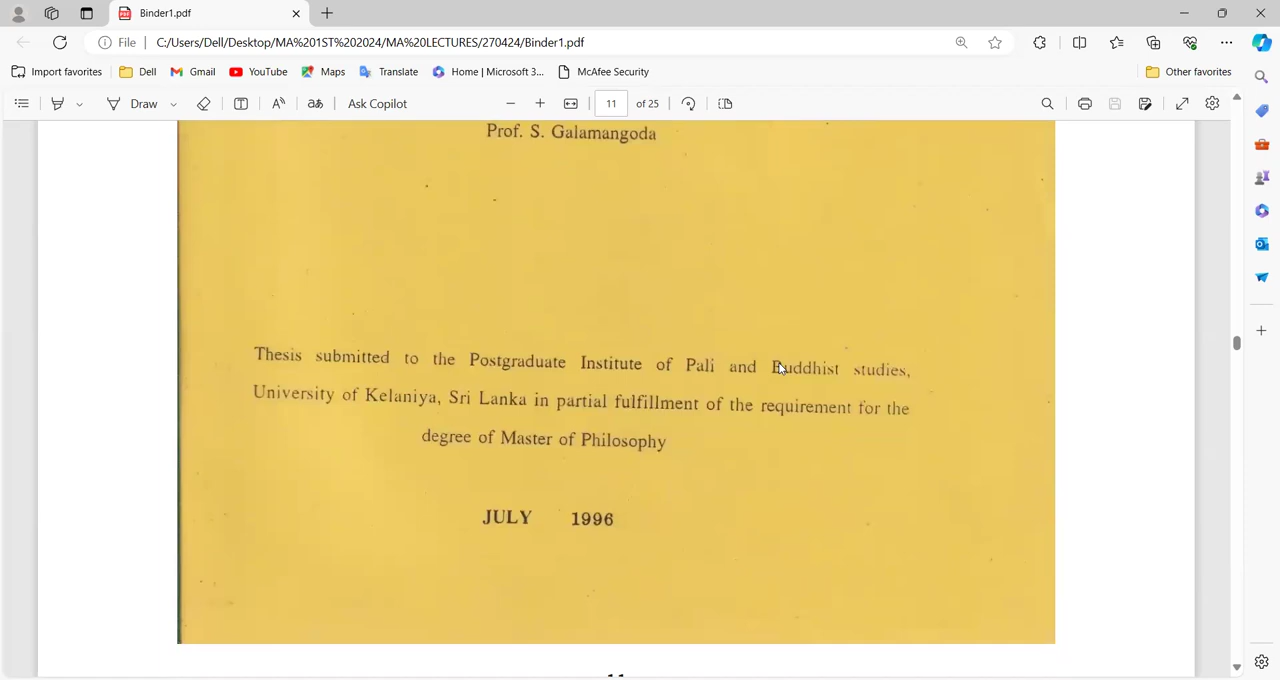 Binder1.pdf
File
C:/Users/Dell/Desktop/MA%201ST%202024/MA%20LECTURES/270424/Binder1.pdf
Import favorites Dell Gmail YouTube Maps Translate Home | Microsoft 3... McAfee Security Other favorites
Draw aあ Ask Copilot 11 of 25
Prof. S. Galamangoda
Thesis submitted to the Postgraduate Institute of Pali and Buddhist studies,
University of Kelaniya, Sri Lanka in partial fulfillment of the requirement for the
degree of Master of Philosophy
JULY 1996